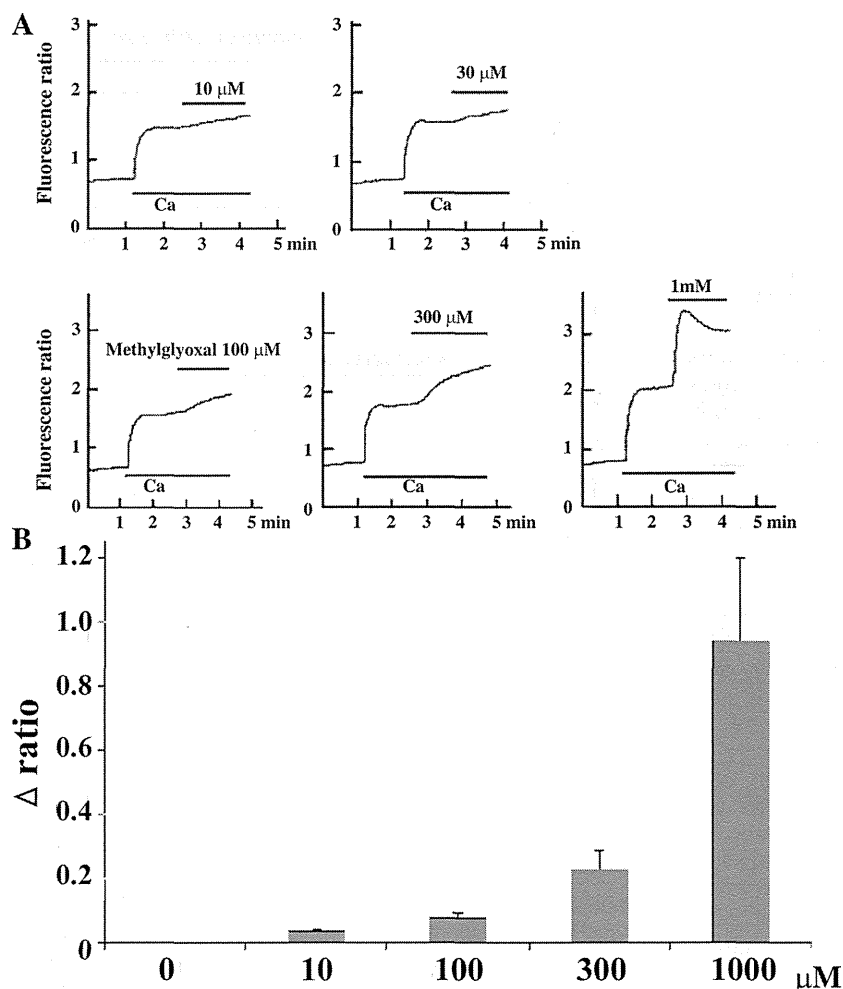 A
Fluorescence ratio
3
2
1
0
10 μM
Ca
1 2 3 4 5 min
3
2
1
0
30 μM
Ca
1 2 3 4 5 min
Fluorescence ratio
3
2
1
0
Methylglyoxal 100 μM
Ca
1 2 3 4 5 min
3
2
1
0
300 μM
Ca
1 2 3 4 5 min
3
2
1
0
1mM
Ca
1 2 3 4 5 min
B
Δ ratio
1.2
1.0
0.8
0.6
0.4
0.2
0
0 10 100 300 1000 μM